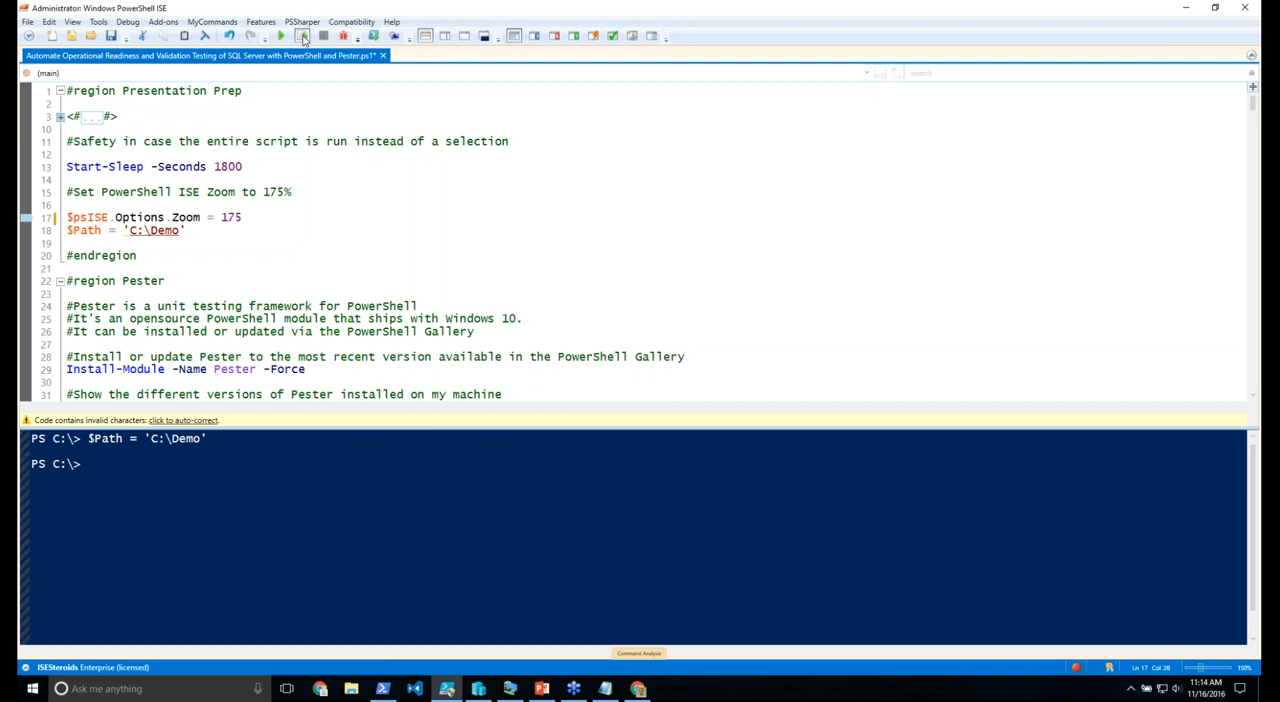 Administrator: Windows PowerShell ISE
File Edit View Tools Debug Add-ons MyCommands Features PSSharper Compatibility Help
Automate Operational Readiness and Validation Testing of SQL Server with PowerShell and Pester.ps1*
(main)
search
1 #region Presentation Prep
2
3 <#...#>
10
11 #Safety in case the entire script is run instead of a selection
12
13 Start-Sleep -Seconds 1800
14
15 #Set PowerShell ISE Zoom to 175%
16
17 $psISE.Options.Zoom = 175
18 $Path = 'C:\Demo'
19
20 #endregion
21
22 #region Pester
23
24 #Pester is a unit testing framework for PowerShell
25 #It's an opensource PowerShell module that ships with Windows 10.
26 #It can be installed or updated via the PowerShell Gallery
27
28 #Install or update Pester to the most recent version available in the PowerShell Gallery
29 Install-Module -Name Pester -Force
30
31 #Show the different versions of Pester installed on my machine
Code contains invalid characters: click to auto-correct.
PS C:\> $Path = 'C:\Demo'
PS C:\>
Command Analysis
ISESteroids Enterprise (licensed)
Ln 17 Col 26
150%
Ask me anything
11:14 AM
11/16/2016